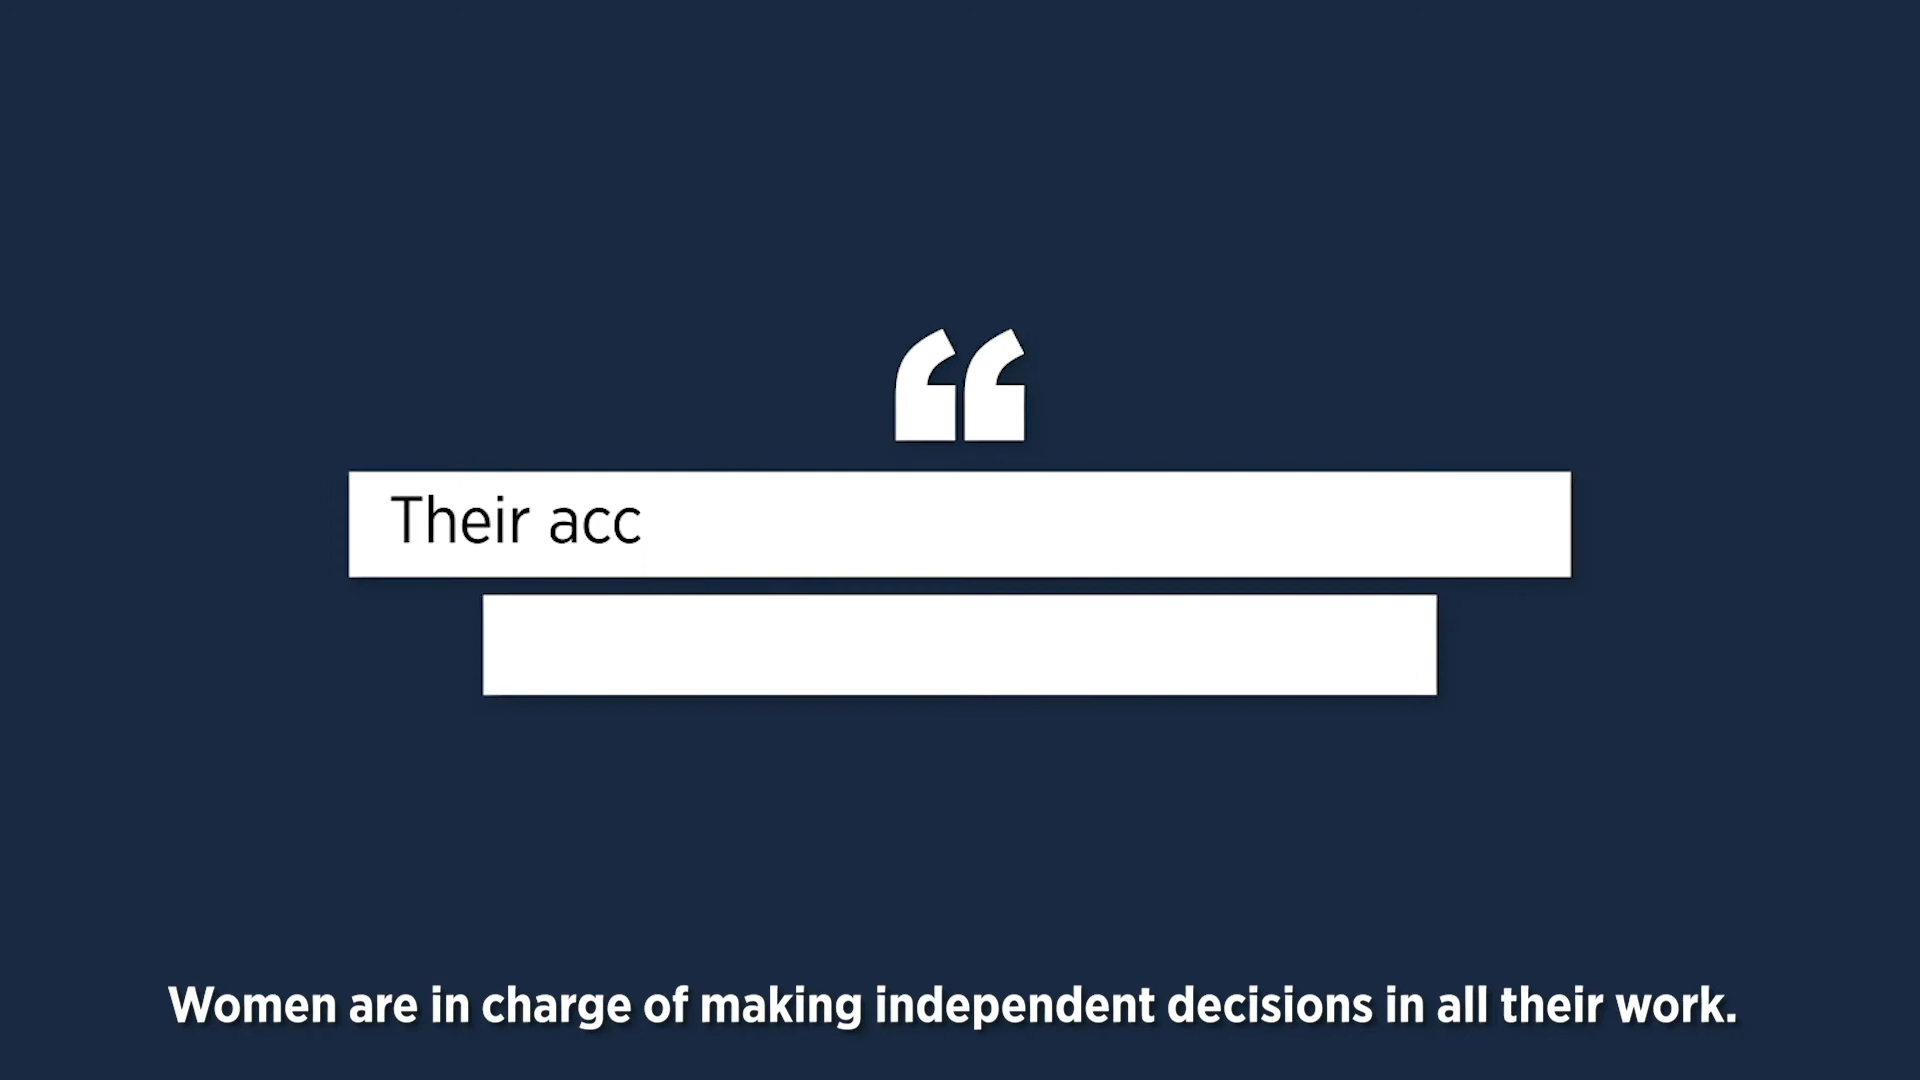 “
Their acc
Women are in charge of making independent decisions in all their work.